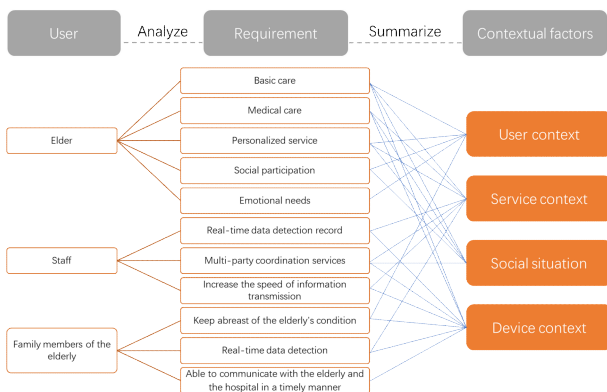 User
Analyze
Requirement
Summarize
Contextual factors
Basic care
Medical care
Elder
Personalized service
Social participation
Emotional needs
User context
Service context
Real-time data detection record
Staff
Multi-party coordination services
Increase the speed of information
transmission
Social situation
Keep abreast of the elderly's condition
Family members of the
elderly
Real-time data detection
Able to communicate with the elderly and
the hospital in a timely manner
Device context